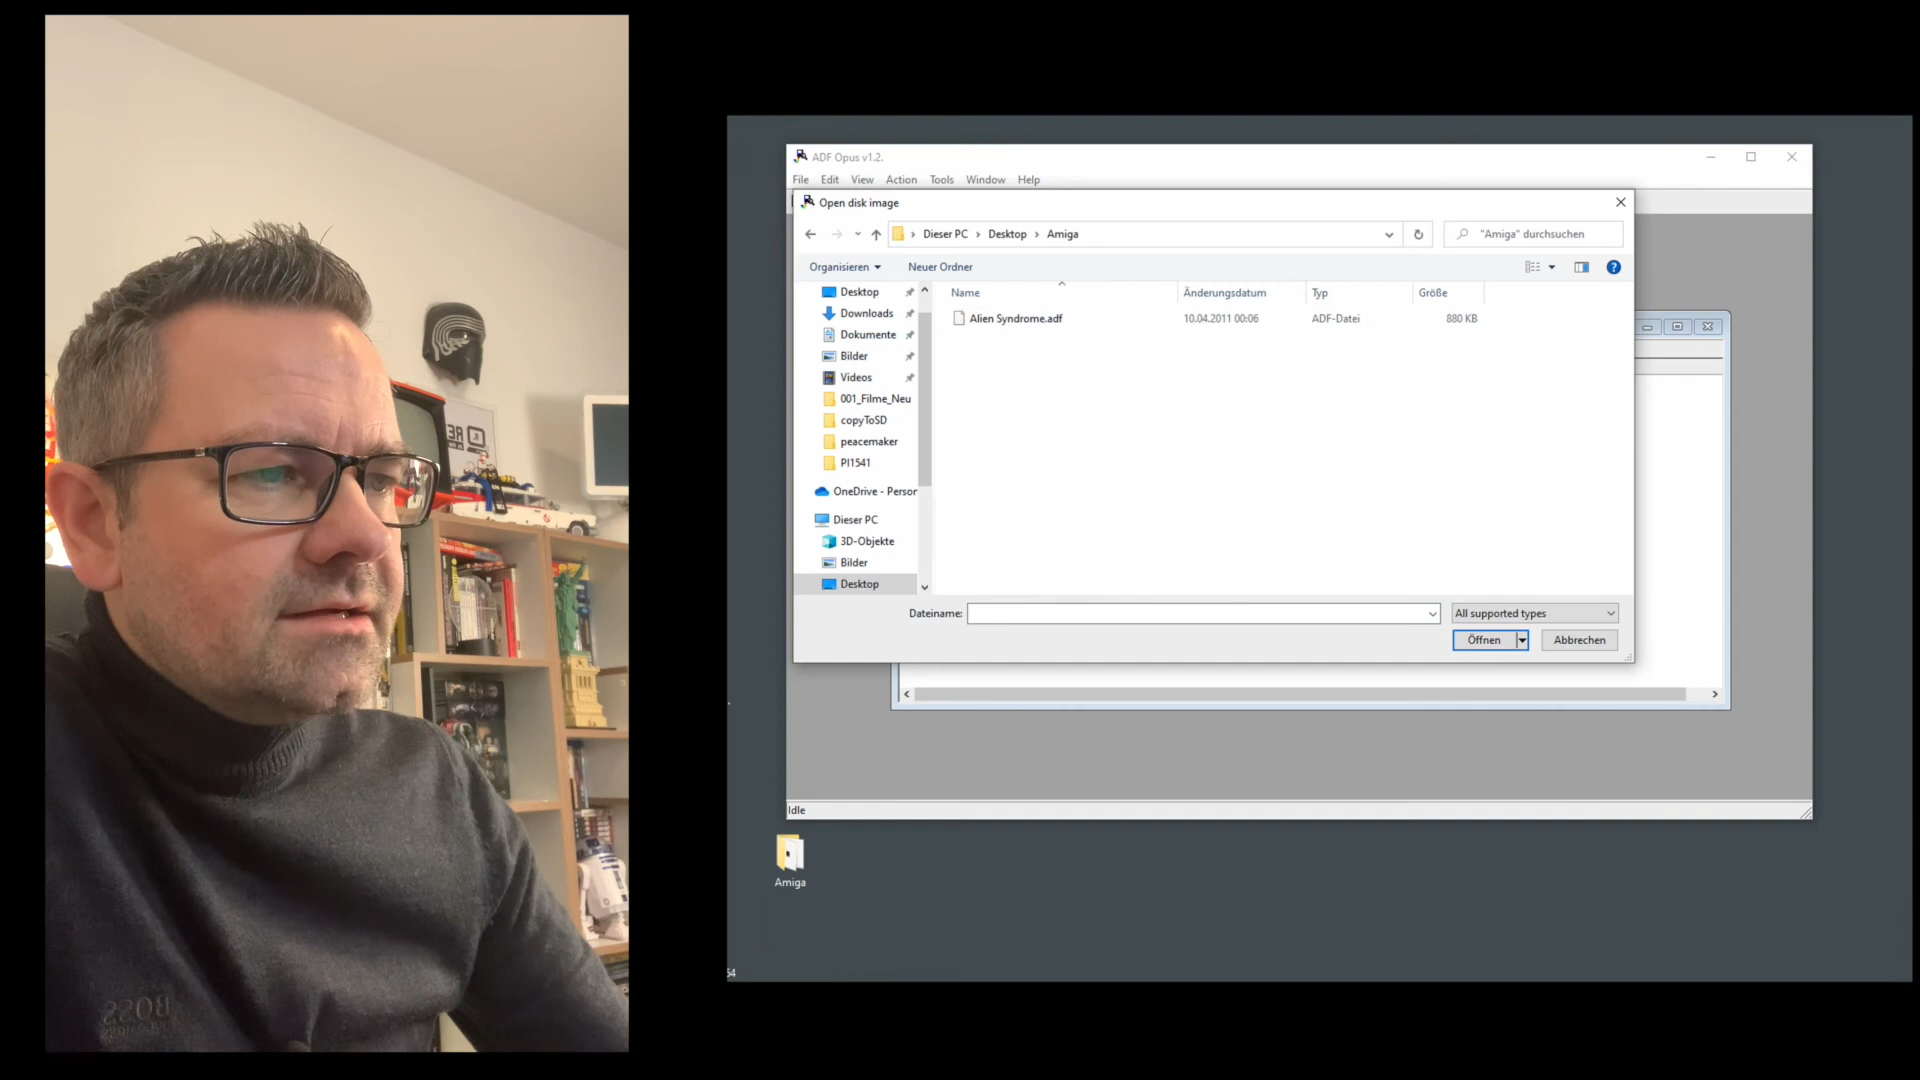 ADF Opus v1.2.
File Edit View Action Tools Window Help
Open disk image
Dieser PC › Desktop › Amiga
"Amiga" durchsuchen
Organisieren
Neuer Ordner
Desktop
Downloads
Dokumente
Bilder
Videos
001_Filme_Neu
copyToSD
peacemaker
PI1541
OneDrive - Person
Dieser PC
3D-Objekte
Bilder
Desktop
Name Änderungsdatum Typ Größe
Alien Syndrome.adf 10.04.2011 00:06 ADF-Datei 880 KB
Dateiname:
All supported types
Öffnen
Abbrechen
Idle
Amiga
64
BOSS